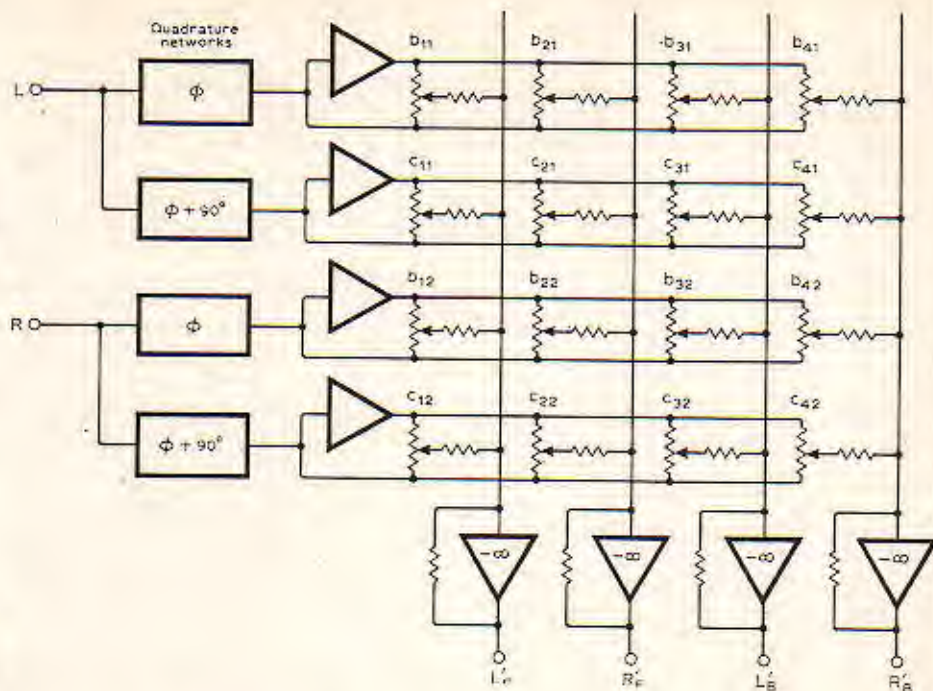 Quadrature
networks
b11 b21 -b31 b41
L Φ
c11 c21 c31 c41
Φ + 90°
b12 b22 b32 b42
R Φ
c12 c22 c32 c42
Φ + 90°
-∞ -∞ -∞ -∞
L'F R'F L'B R'B